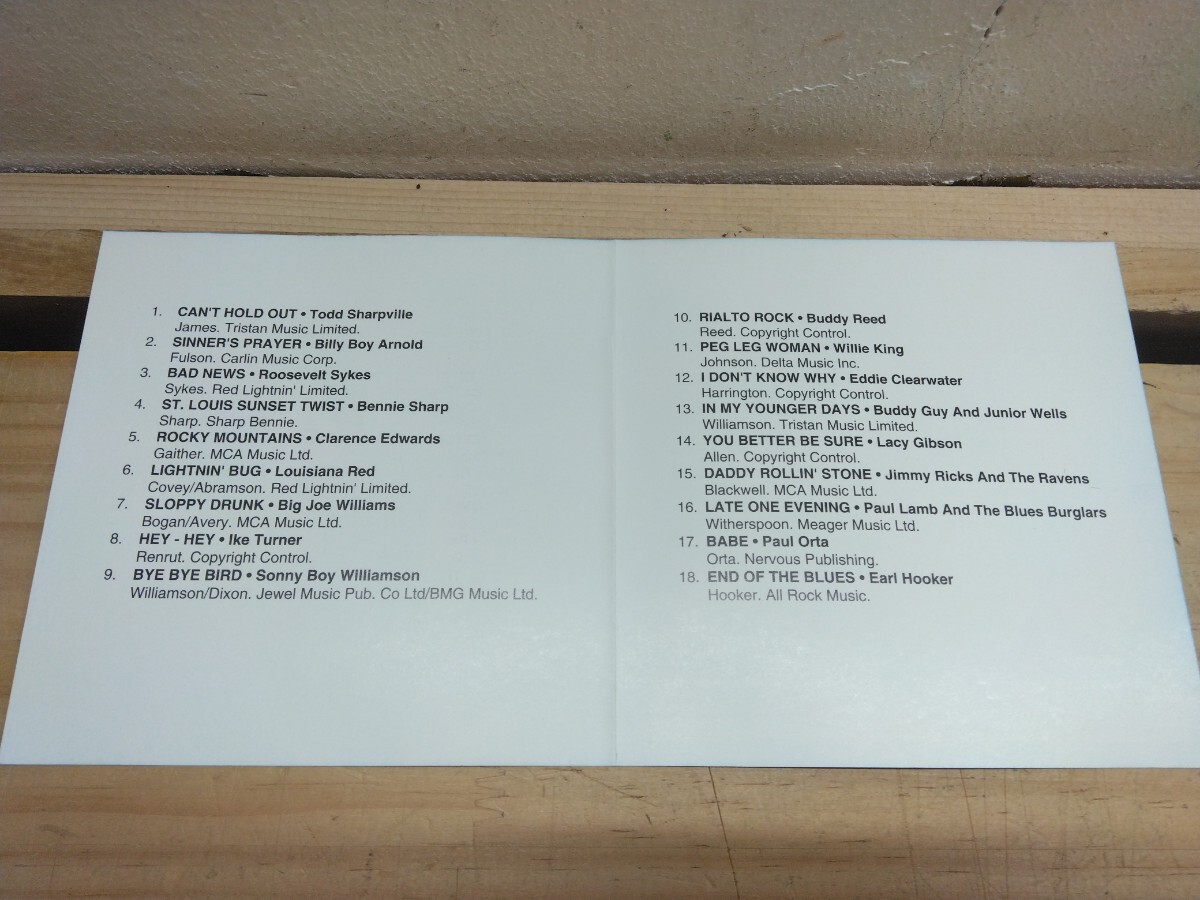 1. CAN'T HOLD OUT • Todd Sharpville
James. Tristan Music Limited.
2. SINNER'S PRAYER • Billy Boy Arnold
Fulson. Carlin Music Corp.
3. BAD NEWS • Roosevelt Sykes
Sykes. Red Lightnin' Limited.
4. ST. LOUIS SUNSET TWIST • Bennie Sharp
Sharp. Sharp Bennie.
5. ROCKY MOUNTAINS • Clarence Edwards
Gaither. MCA Music Ltd.
6. LIGHTNIN' BUG • Louisiana Red
Covey/Abramson. Red Lightnin' Limited.
7. SLOPPY DRUNK • Big Joe Williams
Bogan/Avery. MCA Music Ltd.
8. HEY - HEY • Ike Turner
Renrut. Copyright Control.
9. BYE BYE BIRD • Sonny Boy Williamson
Williamson/Dixon. Jewel Music Pub. Co Ltd/BMG Music Ltd.
10. RIALTO ROCK • Buddy Reed
Reed. Copyright Control.
11. PEG LEG WOMAN • Willie King
Johnson. Delta Music Inc.
12. I DON'T KNOW WHY • Eddie Clearwater
Harrington. Copyright Control.
13. IN MY YOUNGER DAYS • Buddy Guy And Junior Wells
Williamson. Tristan Music Limited.
14. YOU BETTER BE SURE • Lacy Gibson
Allen. Copyright Control.
15. DADDY ROLLIN' STONE • Jimmy Ricks And The Ravens
Blackwell. MCA Music Ltd.
16. LATE ONE EVENING • Paul Lamb And The Blues Burglars
Witherspoon. Meager Music Ltd.
17. BABE • Paul Orta
Orta. Nervous Publishing.
18. END OF THE BLUES • Earl Hooker
Hooker. All Rock Music.